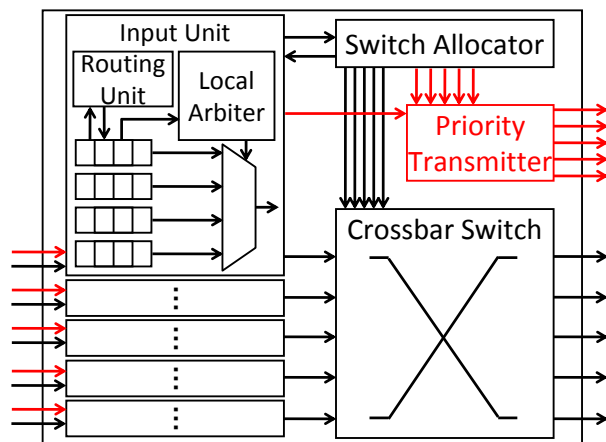 Input Unit
Routing
Unit
Local
Arbiter
Switch Allocator
Priority
Transmitter
Crossbar Switch